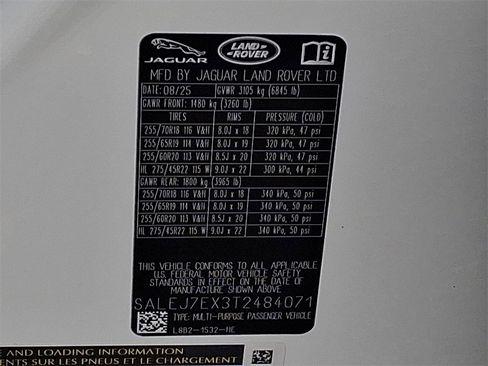 JAGUAR LAND ROVER
MFD BY JAGUAR LAND ROVER LTD
DATE: 08/25 GVWR 3105 kg (6845 lb)
GAWR FRONT: 1480 kg (3260 lb)
TIRES RIMS PRESSURE (COLD)
255/70R18 116 V&H 8.0J x 18 320 kPa, 47 psi
255/65R19 114 V&H 8.0J x 19 320 kPa, 47 psi
255/60R20 113 V&H 8.5J x 20 320 kPa, 47 psi
HL 275/45R22 115 W 9.0J x 22 300 kPa, 44 psi
GAWR REAR: 1800 kg (3965 lb)
255/70R18 116 V&H 8.0J x 18 340 kPa, 50 psi
255/65R19 114 V&H 8.0J x 19 340 kPa, 50 psi
255/60R20 113 V&H 8.5J x 20 340 kPa, 50 psi
HL 275/45R22 115 W 9.0J x 22 340 kPa, 50 psi
THIS VEHICLE CONFORMS TO ALL APPLICABLE
U.S. FEDERAL MOTOR VEHICLE SAFETY
STANDARDS IN EFFECT ON THE DATE OF
MANUFACTURE SHOWN ABOVE.
SALEJ7EX3T2484071
TYPE: MULTI-PURPOSE PASSENGER VEHICLE
L8B2-1532-HE
E AND LOADING INFORMATION
ENTS SUR LES PNEUS ET LE CHARGEMENT